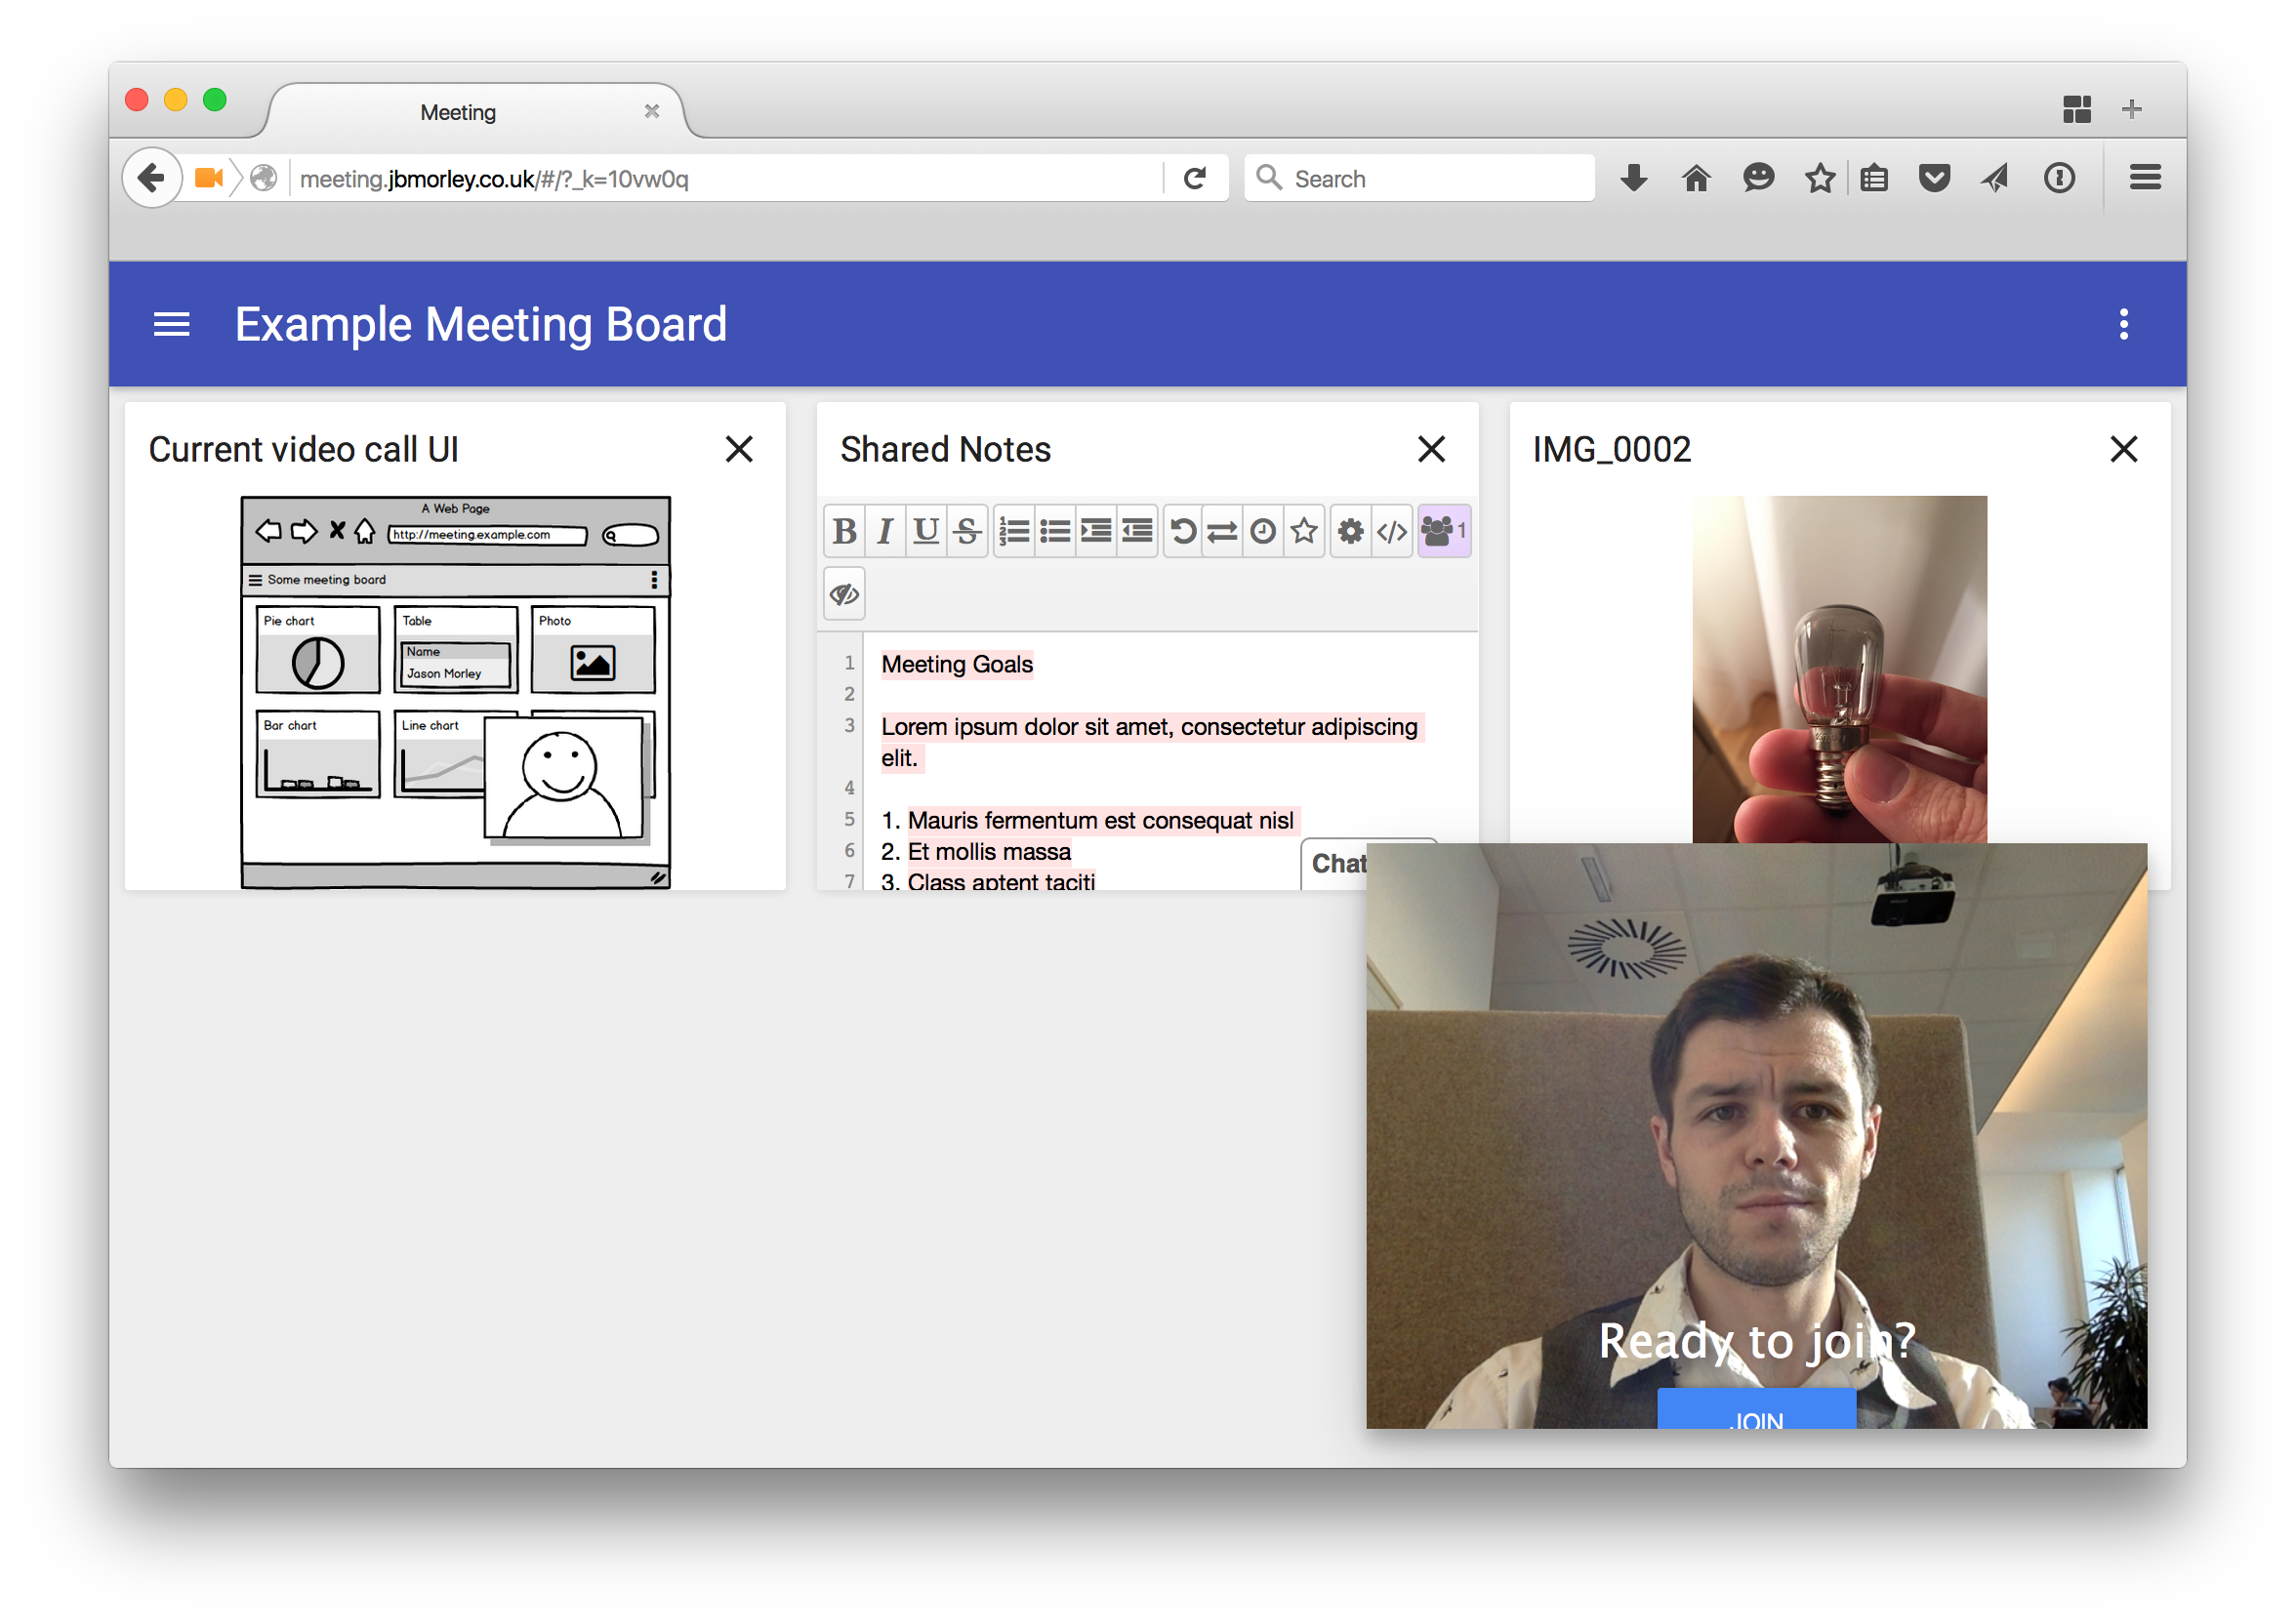 Meeting
meeting.jbmorley.co.uk/#/?_k=10vw0q
Search
Example Meeting Board
Current video call UI
A Web Page
http://meeting.example.com
Some meeting board
Pie chart
Table
Photo
Name
Jason Morley
Bar chart
Line chart
Shared Notes
B I U S
1
1 Meeting Goals
2
3 Lorem ipsum dolor sit amet, consectetur adipiscing
elit.
4
5 1. Mauris fermentum est consequat nisl
6 2. Et mollis massa
7 3. Class aptent taciti
Chat
IMG_0002
Ready to join?
JOIN